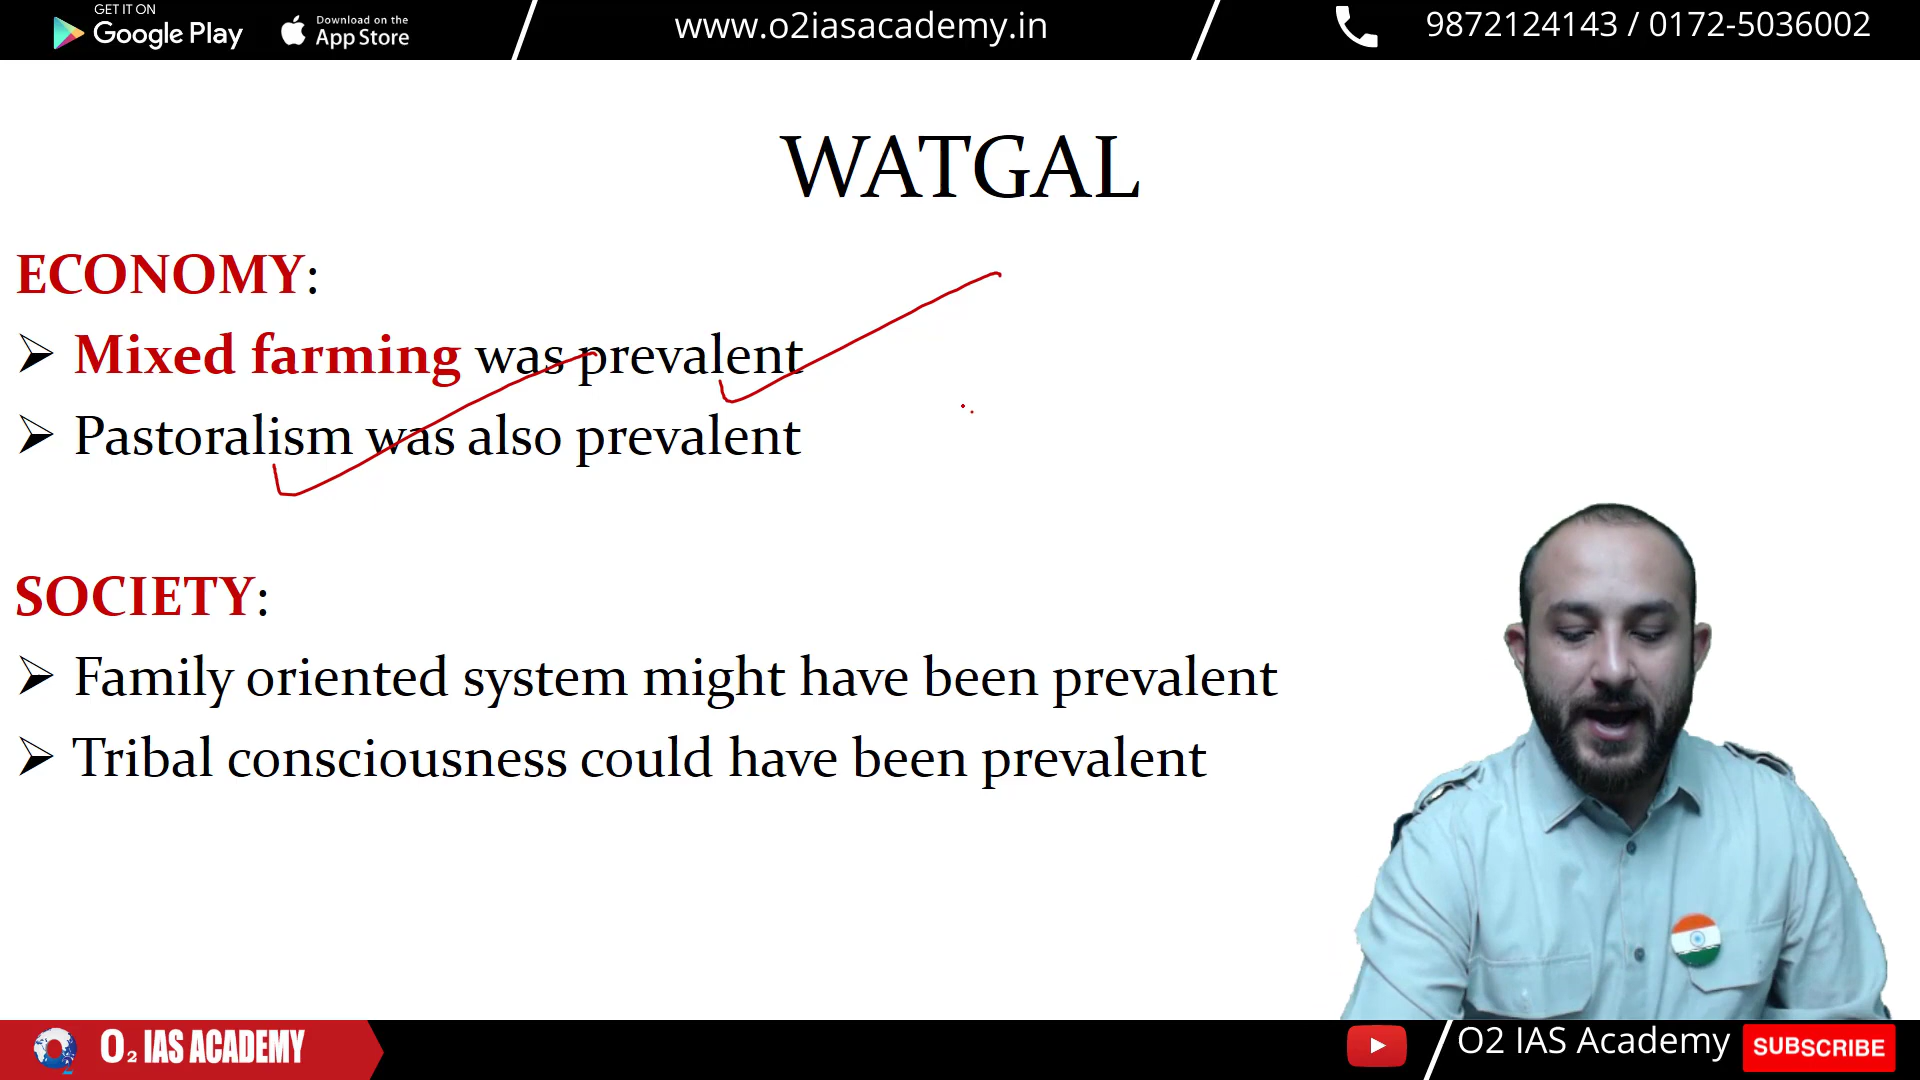 GET IT ON
Google Play
Download on the
App Store
www.o2iasacademy.in
9872124143 / 0172-5036002
WATGAL
ECONOMY:
➢ Mixed farming was prevalent
➢ Pastoralism was also prevalent
SOCIETY:
➢ Family oriented system might have been prevalent
➢ Tribal consciousness could have been prevalent
O2 IAS ACADEMY
O2 IAS Academy
SUBSCRIBE